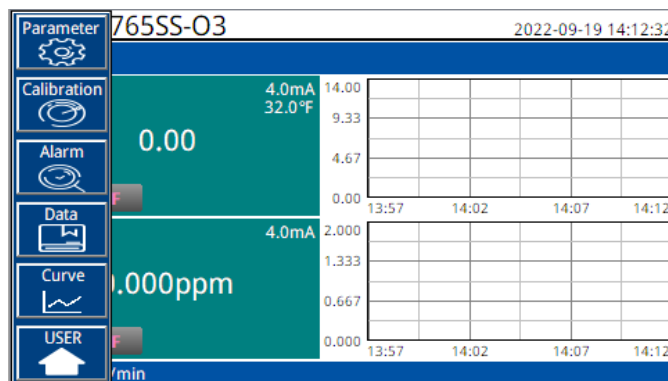 Parameter
Calibration
Alarm
Data
Curve
USER
765SS-O3
2022-09-19 14:12:32
4.0mA
32.0°F
0.00
F
14.00
9.33
4.67
0.00
13:57 14:02 14:07 14:12
4.0mA
0.000ppm
F
2.000
1.333
0.667
0.000
13:57 14:02 14:07 14:12
/min